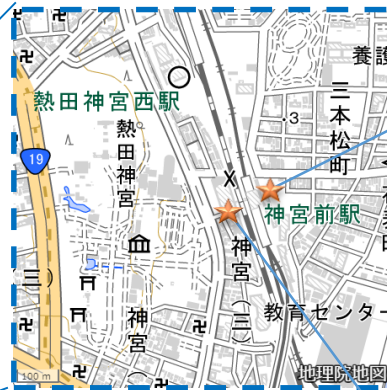 養護
熱田神宮西駅
三本松町
.3
熱田神宮
19
X
神宮前駅
神宮(三)
三)
教育センター
神宮(
100 m
地理院地図